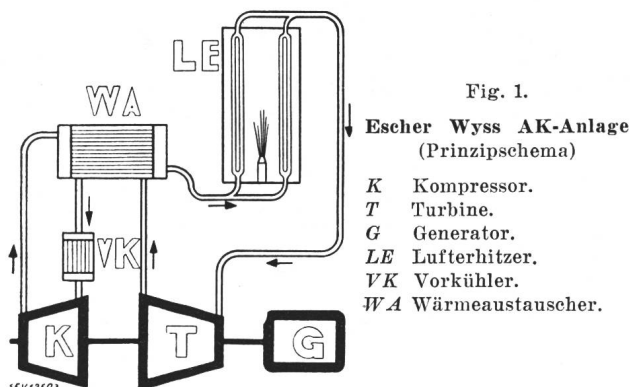 LE
WA
VK
K
T
G
Fig. 1.
Escher Wyss AK-Anlage
(Prinzipschema)
K Kompressor.
T Turbine.
G Generator.
LE Lufterhitzer.
VK Vorkühler.
WA Wärmeaustauscher.